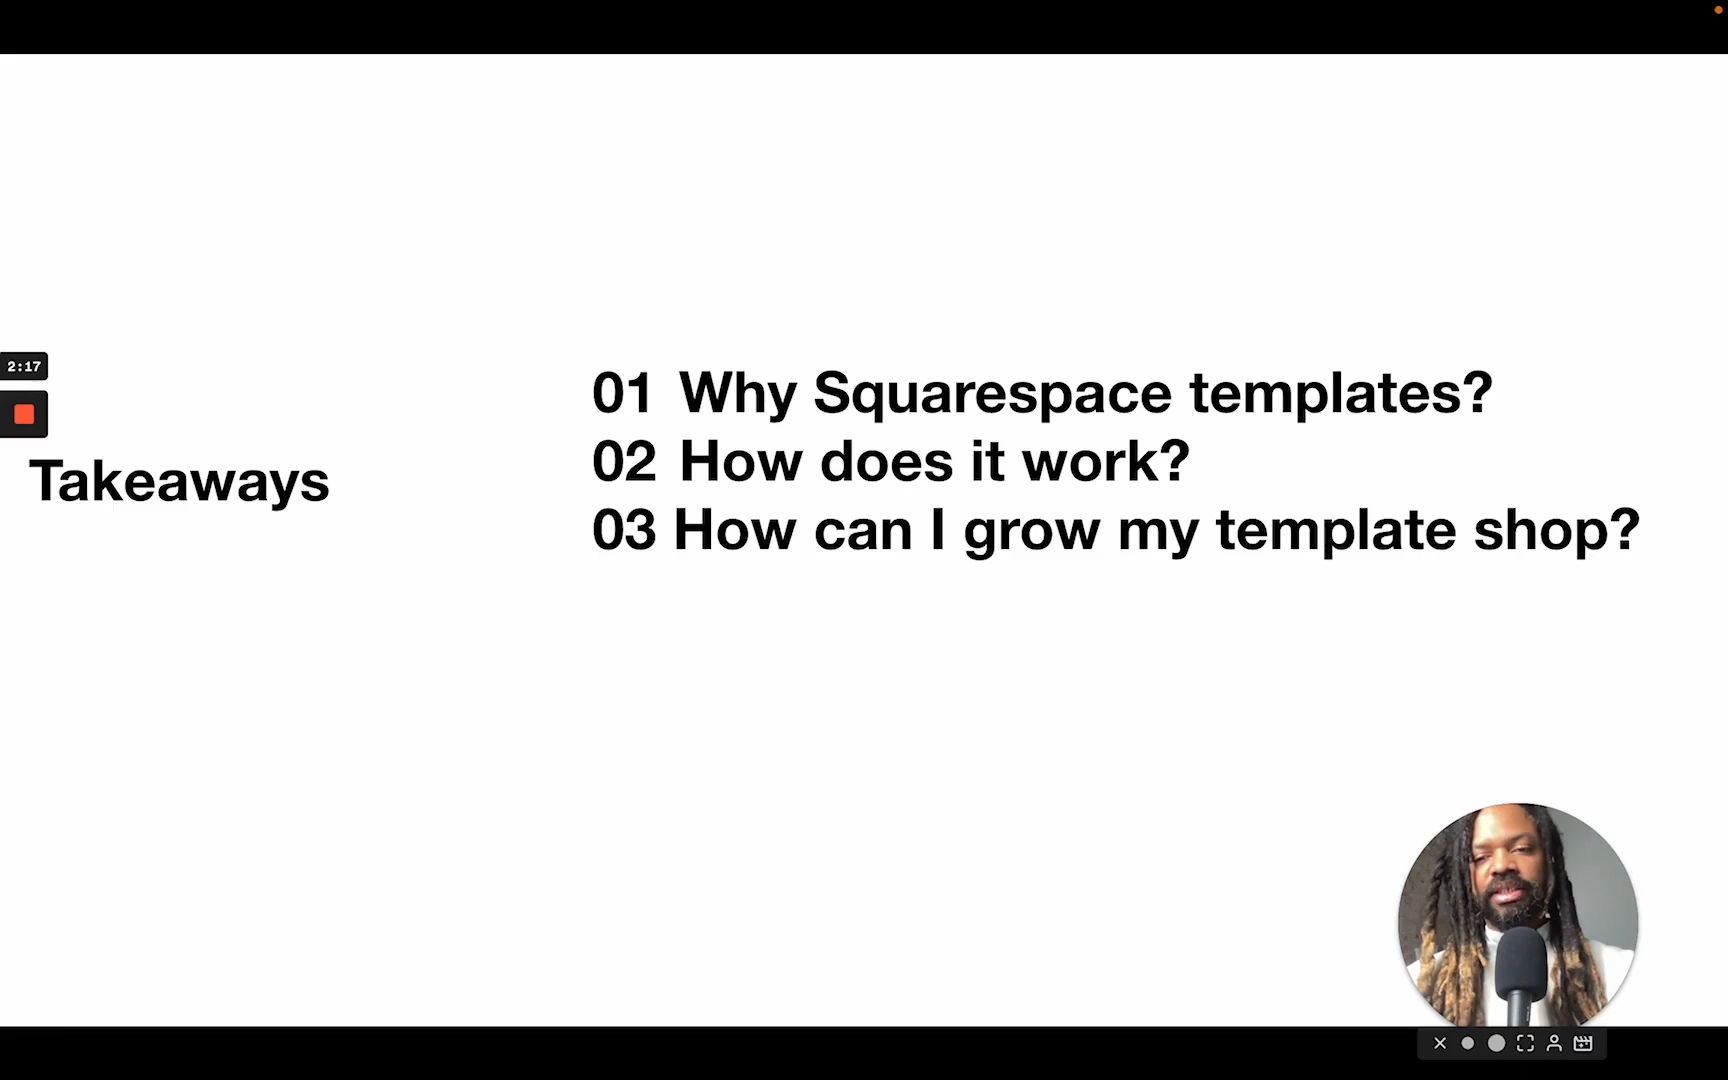 2:17
Takeaways
01 Why Squarespace templates?
02 How does it work?
03 How can I grow my template shop?